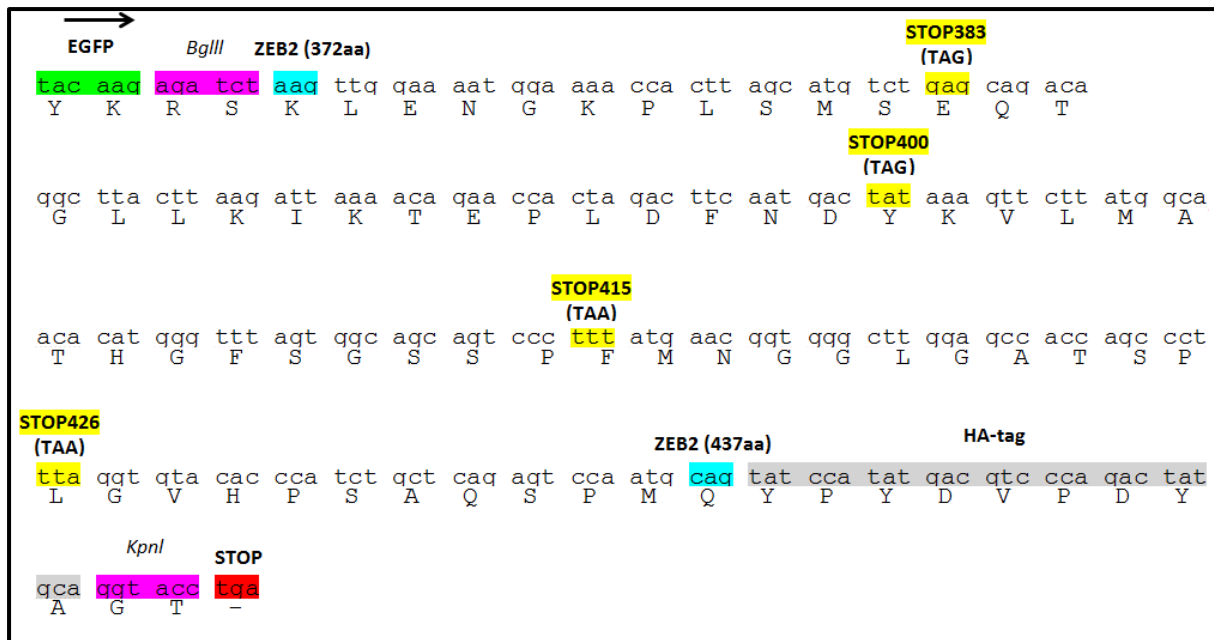 EGFP BglII ZEB2 (372aa) STOP383
(TAG)
tac aag aga tct aag ttg gaa aat gga aaa cca ctt agc atg tct gag cag aca
Y K R S K L E N G K P L S M S E Q T
STOP400
(TAG)
ggc tta ctt aag att aaa aca gaa cca cta gac ttc aat gac tat aaa gtt ctt atg gca
G L L K I K T E P L D F N D Y K V L M A
STOP415
(TAA)
aca cat ggg ttt agt ggc agc agt ccc ttt atg aac ggt ggg ctt gga gcc acc agc cct
T H G F S G S S P F M N G G L G A T S P
STOP426
(TAA) ZEB2 (437aa) HA-tag
tta ggt gta cac cca tct gct cag agt cca atg cag tat cca tat gac gtc cca gac tat
L G V H P S A Q S P M Q Y P Y D V P D Y
KpnI STOP
gca ggt acc tga
A G T –